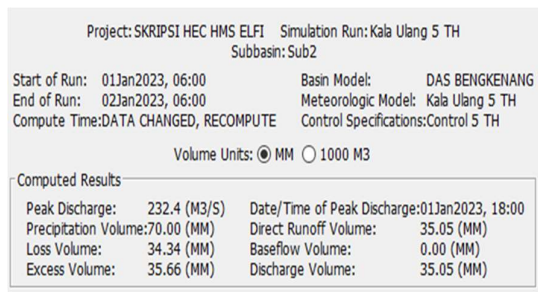 Project: SKRIPSI HEC HMS ELFI Simulation Run: Kala Ulang 5 TH
Subbasin: Sub2
Start of Run: 01Jan2023, 06:00 Basin Model: DAS BENGKENANG
End of Run: 02Jan2023, 06:00 Meteorologic Model: Kala Ulang 5 TH
Compute Time:DATA CHANGED, RECOMPUTE Control Specifications:Control 5 TH
Volume Units: MM 1000 M3
Computed Results
Peak Discharge: 232.4 (M3/S) Date/Time of Peak Discharge:01Jan2023, 18:00
Precipitation Volume:70.00 (MM) Direct Runoff Volume: 35.05 (MM)
Loss Volume: 34.34 (MM) Baseflow Volume: 0.00 (MM)
Excess Volume: 35.66 (MM) Discharge Volume: 35.05 (MM)